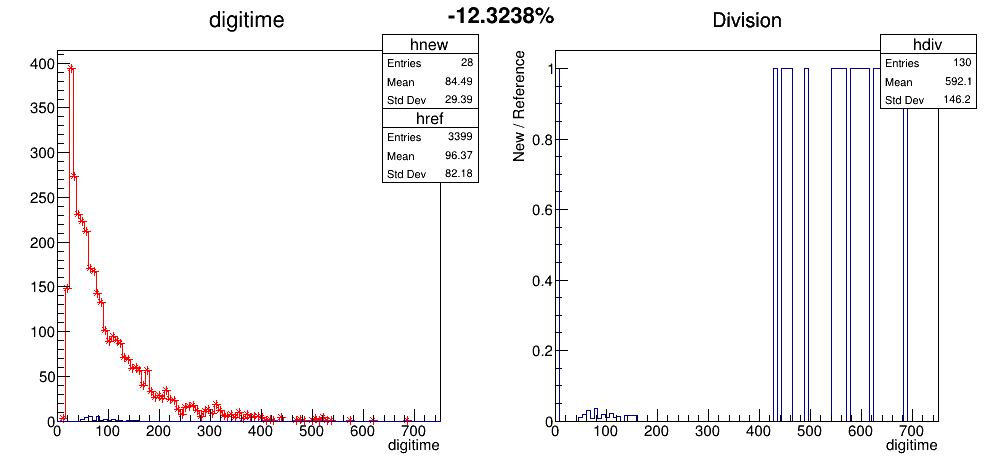 digitime
-12.3238%
Division
hnew
Entries 28
Mean 84.49
Std Dev 29.39
href
Entries 3399
Mean 96.37
Std Dev 82.18
400
350
300
250
200
150
100
50
0
0 100 200 300 400 500 600 700
digitime
hdiv
Entries 130
Mean 592.1
Std Dev 146.2
New / Reference
1
0.8
0.6
0.4
0.2
0
0 100 200 300 400 500 600 700
digitime